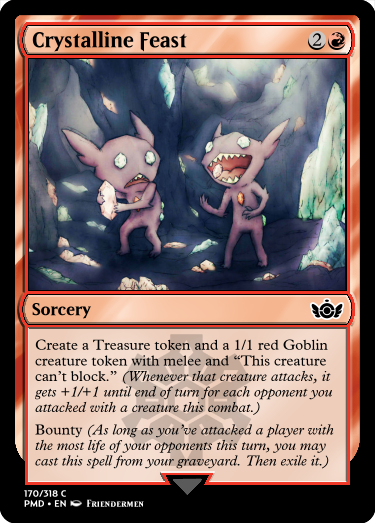 Crystalline Feast 2
Sorcery
Create a Treasure token and a 1/1 red Goblin
creature token with melee and “This creature
can’t block.” (Whenever that creature attacks, it
gets +1/+1 until end of turn for each opponent you
attacked with a creature this combat.)
Bounty (As long as you’ve attacked a player with
the most life of your opponents this turn, you may
cast this spell from your graveyard. Then exile it.)
170/318 C
PMD • EN Friendermen